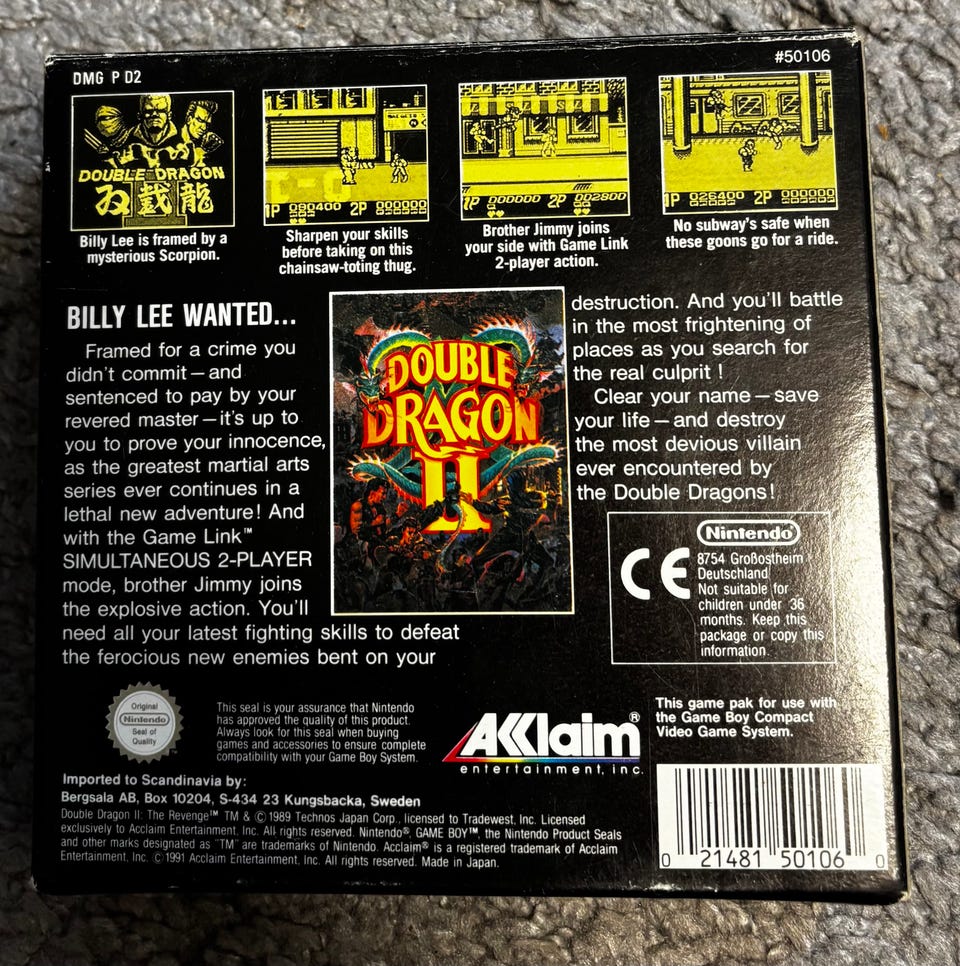 DMG P D2
#50106
DOUBLE DRAGON
双截龍
1P 080400 2P 000000
1P 000000 2P 002800
1P 026400 2P 000000
Billy Lee is framed by a
mysterious Scorpion.
Sharpen your skills
before taking on this
chainsaw-toting thug.
Brother Jimmy joins
your side with Game Link
2-player action.
No subway's safe when
these goons go for a ride.
BILLY LEE WANTED...
Framed for a crime you
didn't commit — and
sentenced to pay by your
revered master — it's up to
you to prove your innocence,
as the greatest martial arts
series ever continues in a
lethal new adventure! And
with the Game Link™
SIMULTANEOUS 2-PLAYER
mode, brother Jimmy joins
the explosive action. You'll
need all your latest fighting skills to defeat
the ferocious new enemies bent on your
DOUBLE
DRAGON
II
destruction. And you'll battle
in the most frightening of
places as you search for
the real culprit !
Clear your name — save
your life — and destroy
the most devious villain
ever encountered by
the Double Dragons!
CE
Nintendo®
8754 Großostheim
Deutschland
Not suitable for
children under 36
months. Keep this
package or copy this
information.
Original
Nintendo
Seal of
Quality
This seal is your assurance that Nintendo
has approved the quality of this product.
Always look for this seal when buying
games and accessories to ensure complete
compatibility with your Game Boy System.
AKKlaim®
entertainment, inc.
This game pak for use with
the Game Boy Compact
Video Game System.
Imported to Scandinavia by:
Bergsala AB, Box 10204, S-434 23 Kungsbacka, Sweden
Double Dragon II: The Revenge™ TM & © 1989 Technos Japan Corp., licensed to Tradewest, Inc. Licensed
exclusively to Acclaim Entertainment, Inc. All rights reserved. Nintendo®, GAME BOY™, the Nintendo Product Seals
and other marks designated as "TM" are trademarks of Nintendo. Acclaim® is a registered trademark of Acclaim
Entertainment, Inc. © 1991 Acclaim Entertainment, Inc. All rights reserved. Made in Japan.
0 21481 50106 0